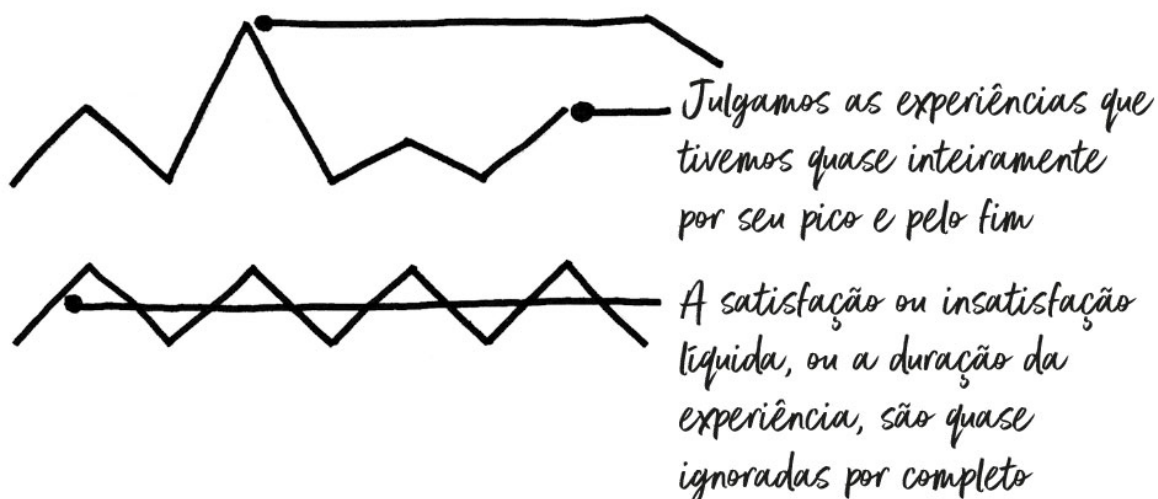 Julgamos as experiências que
tivemos quase inteiramente
por seu pico e pelo fim
A satisfação ou insatisfação
líquida, ou a duração da
experiência, são quase
ignoradas por completo